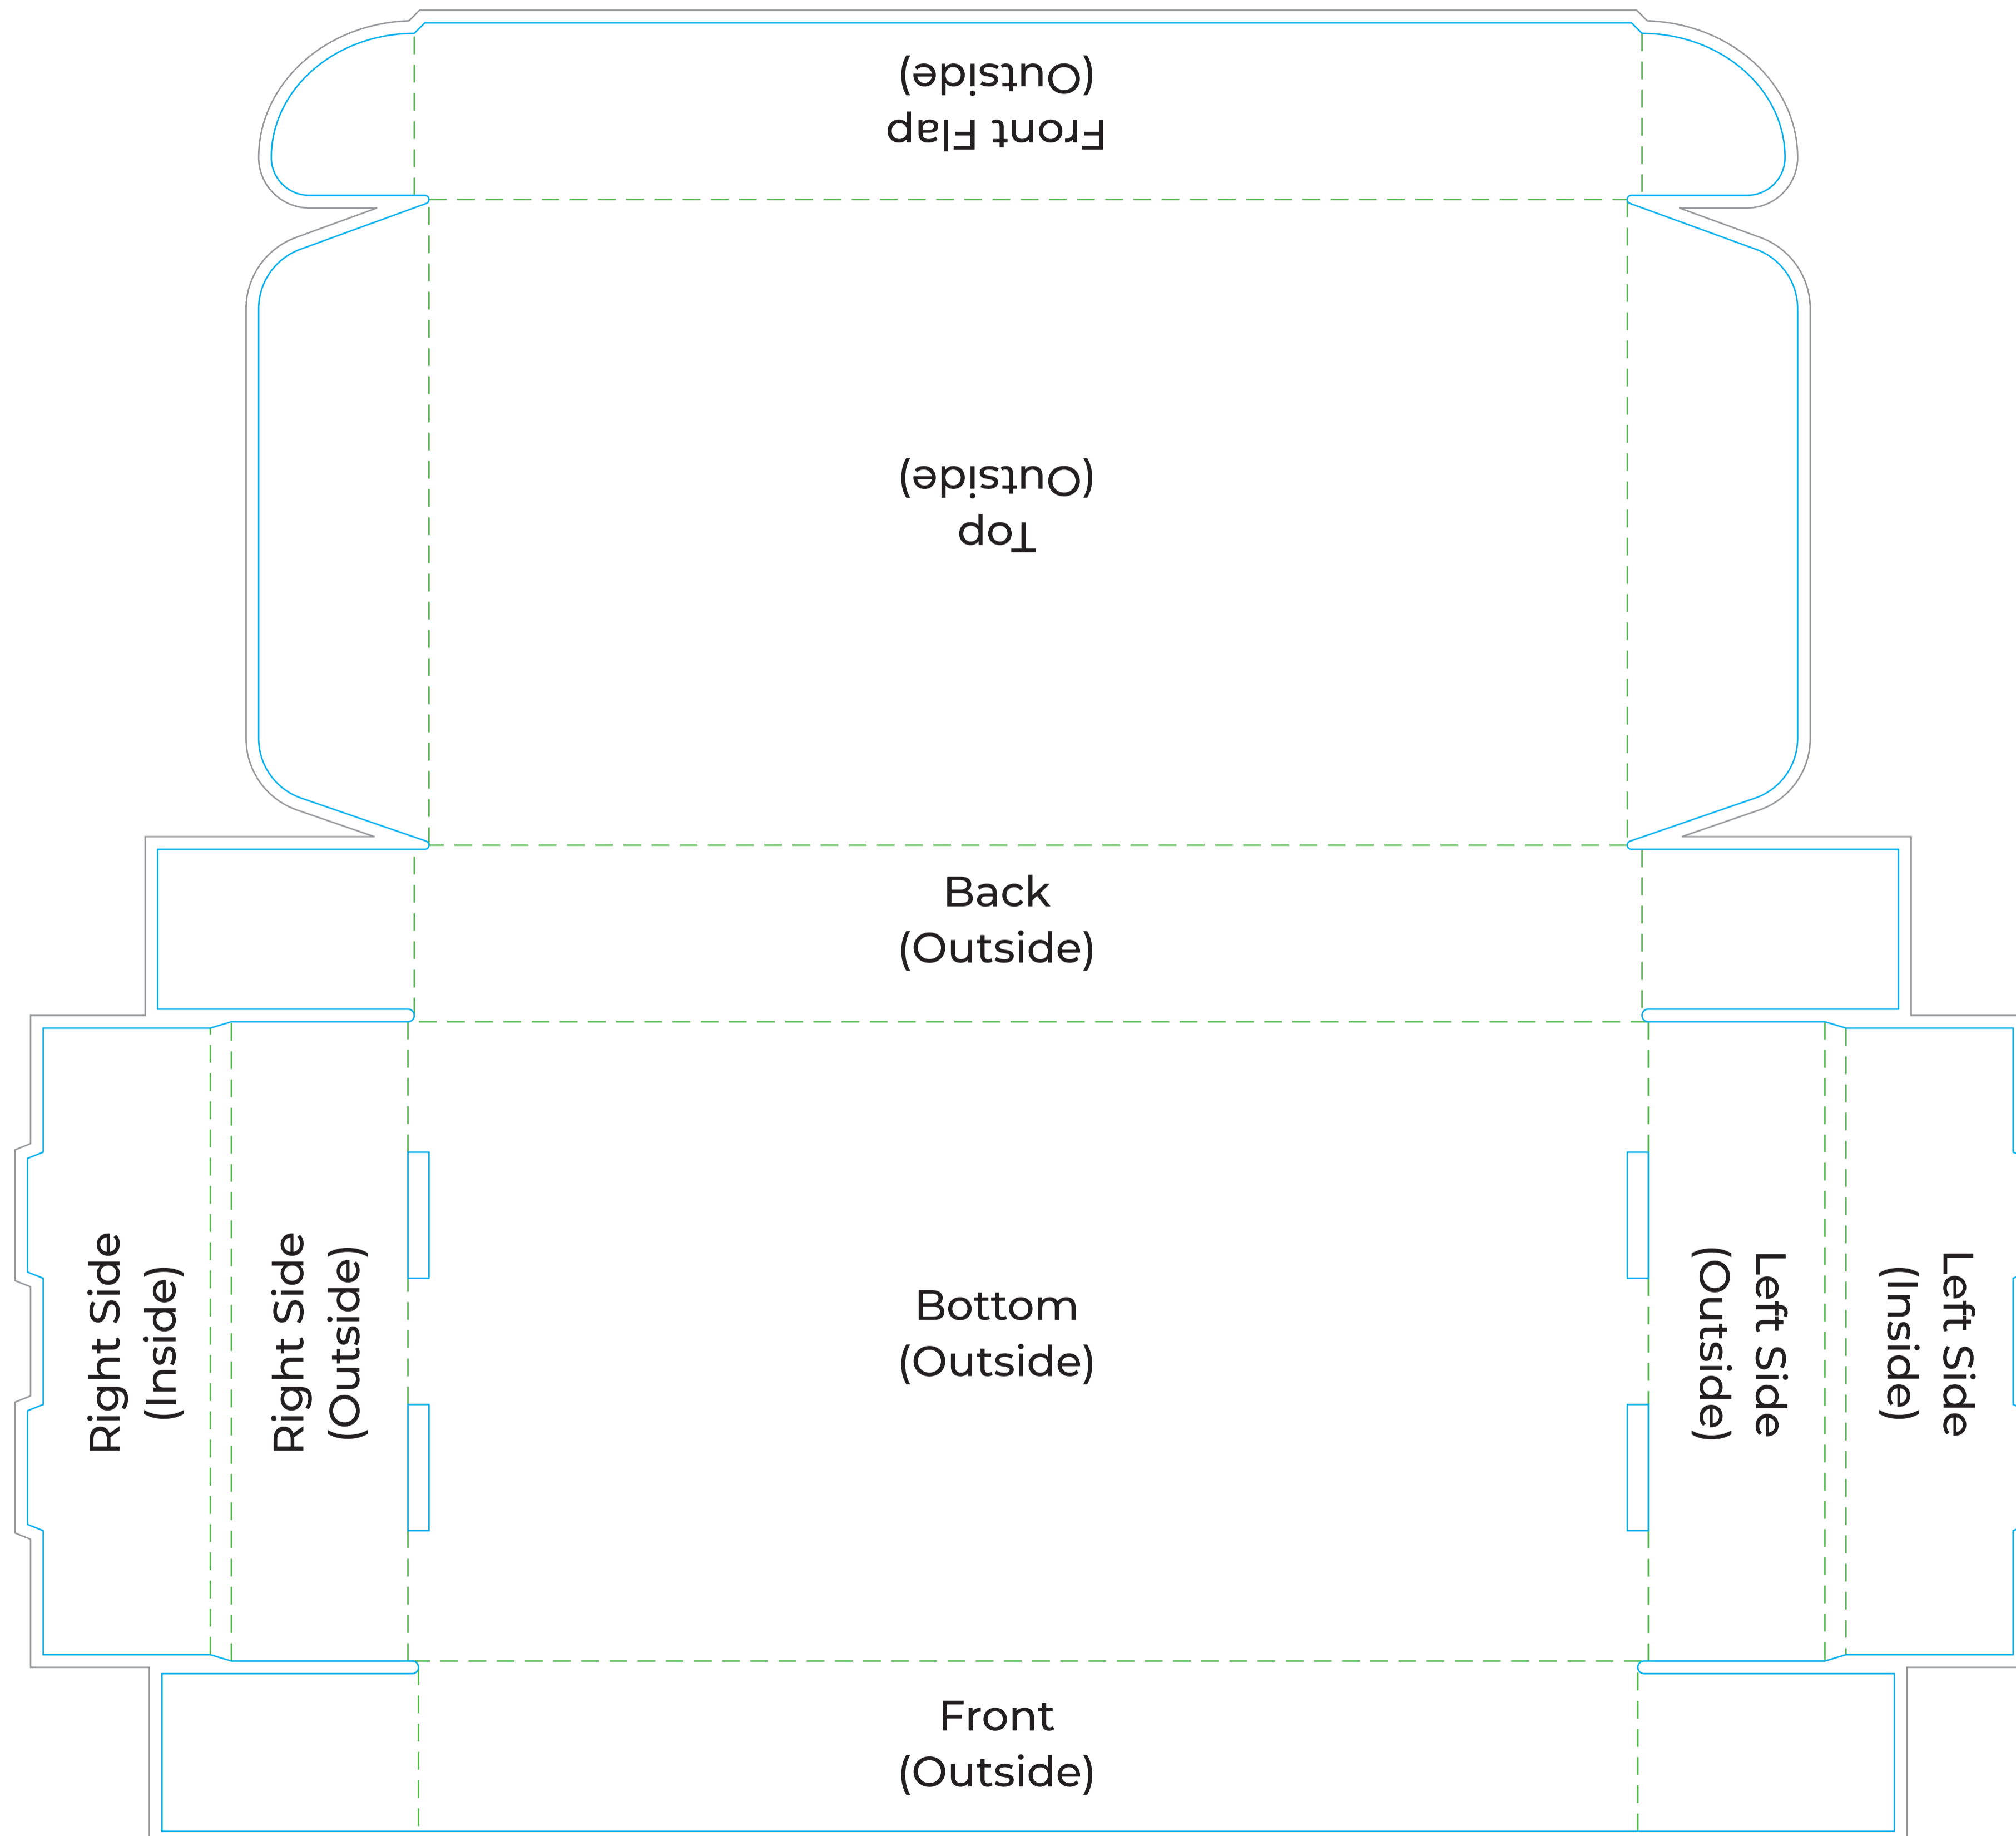 Front Flap
(Outside)
Top
(Outside)
Back
(Outside)
Right Side
(Inside)
Right Side
(Outside)
Bottom
(Outside)
Left Side
(Outside)
Left Side
(Inside)
Front
(Outside)